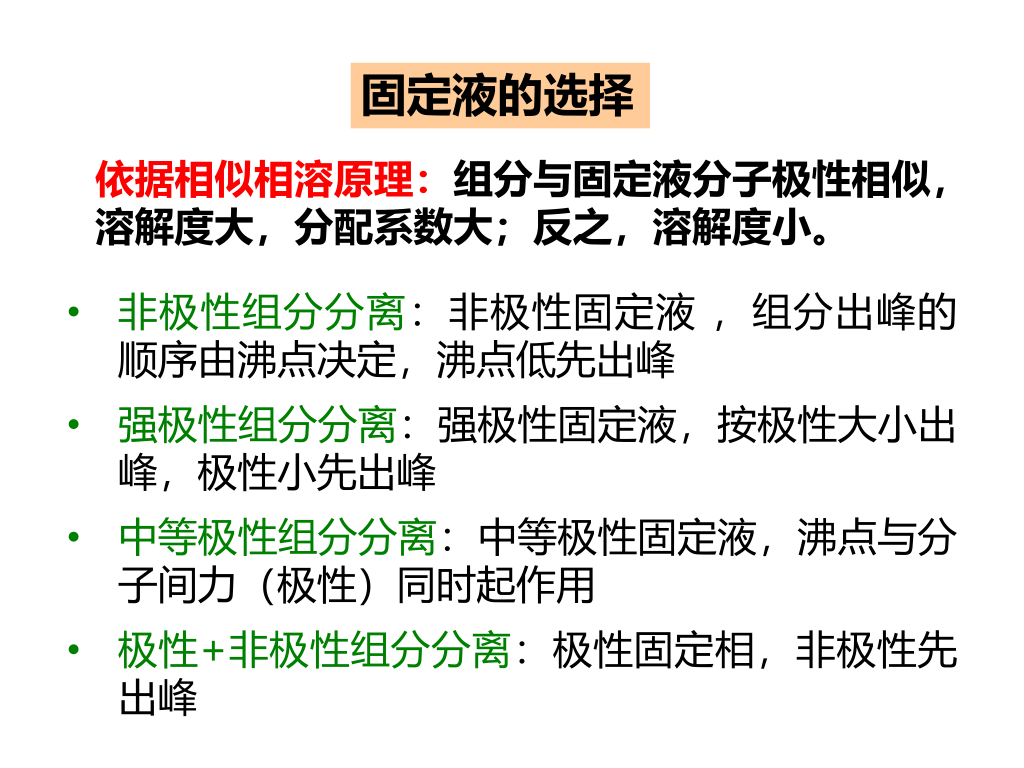 固定液的选择
依据相似相溶原理：组分与固定液分子极性相似，
溶解度大，分配系数大；反之，溶解度小。
• 非极性组分分离：非极性固定液 ，组分出峰的
顺序由沸点决定，沸点低先出峰
• 强极性组分分离：强极性固定液，按极性大小出
峰，极性小先出峰
• 中等极性组分分离：中等极性固定液，沸点与分
子间力（极性）同时起作用
• 极性+非极性组分分离：极性固定相，非极性先
出峰